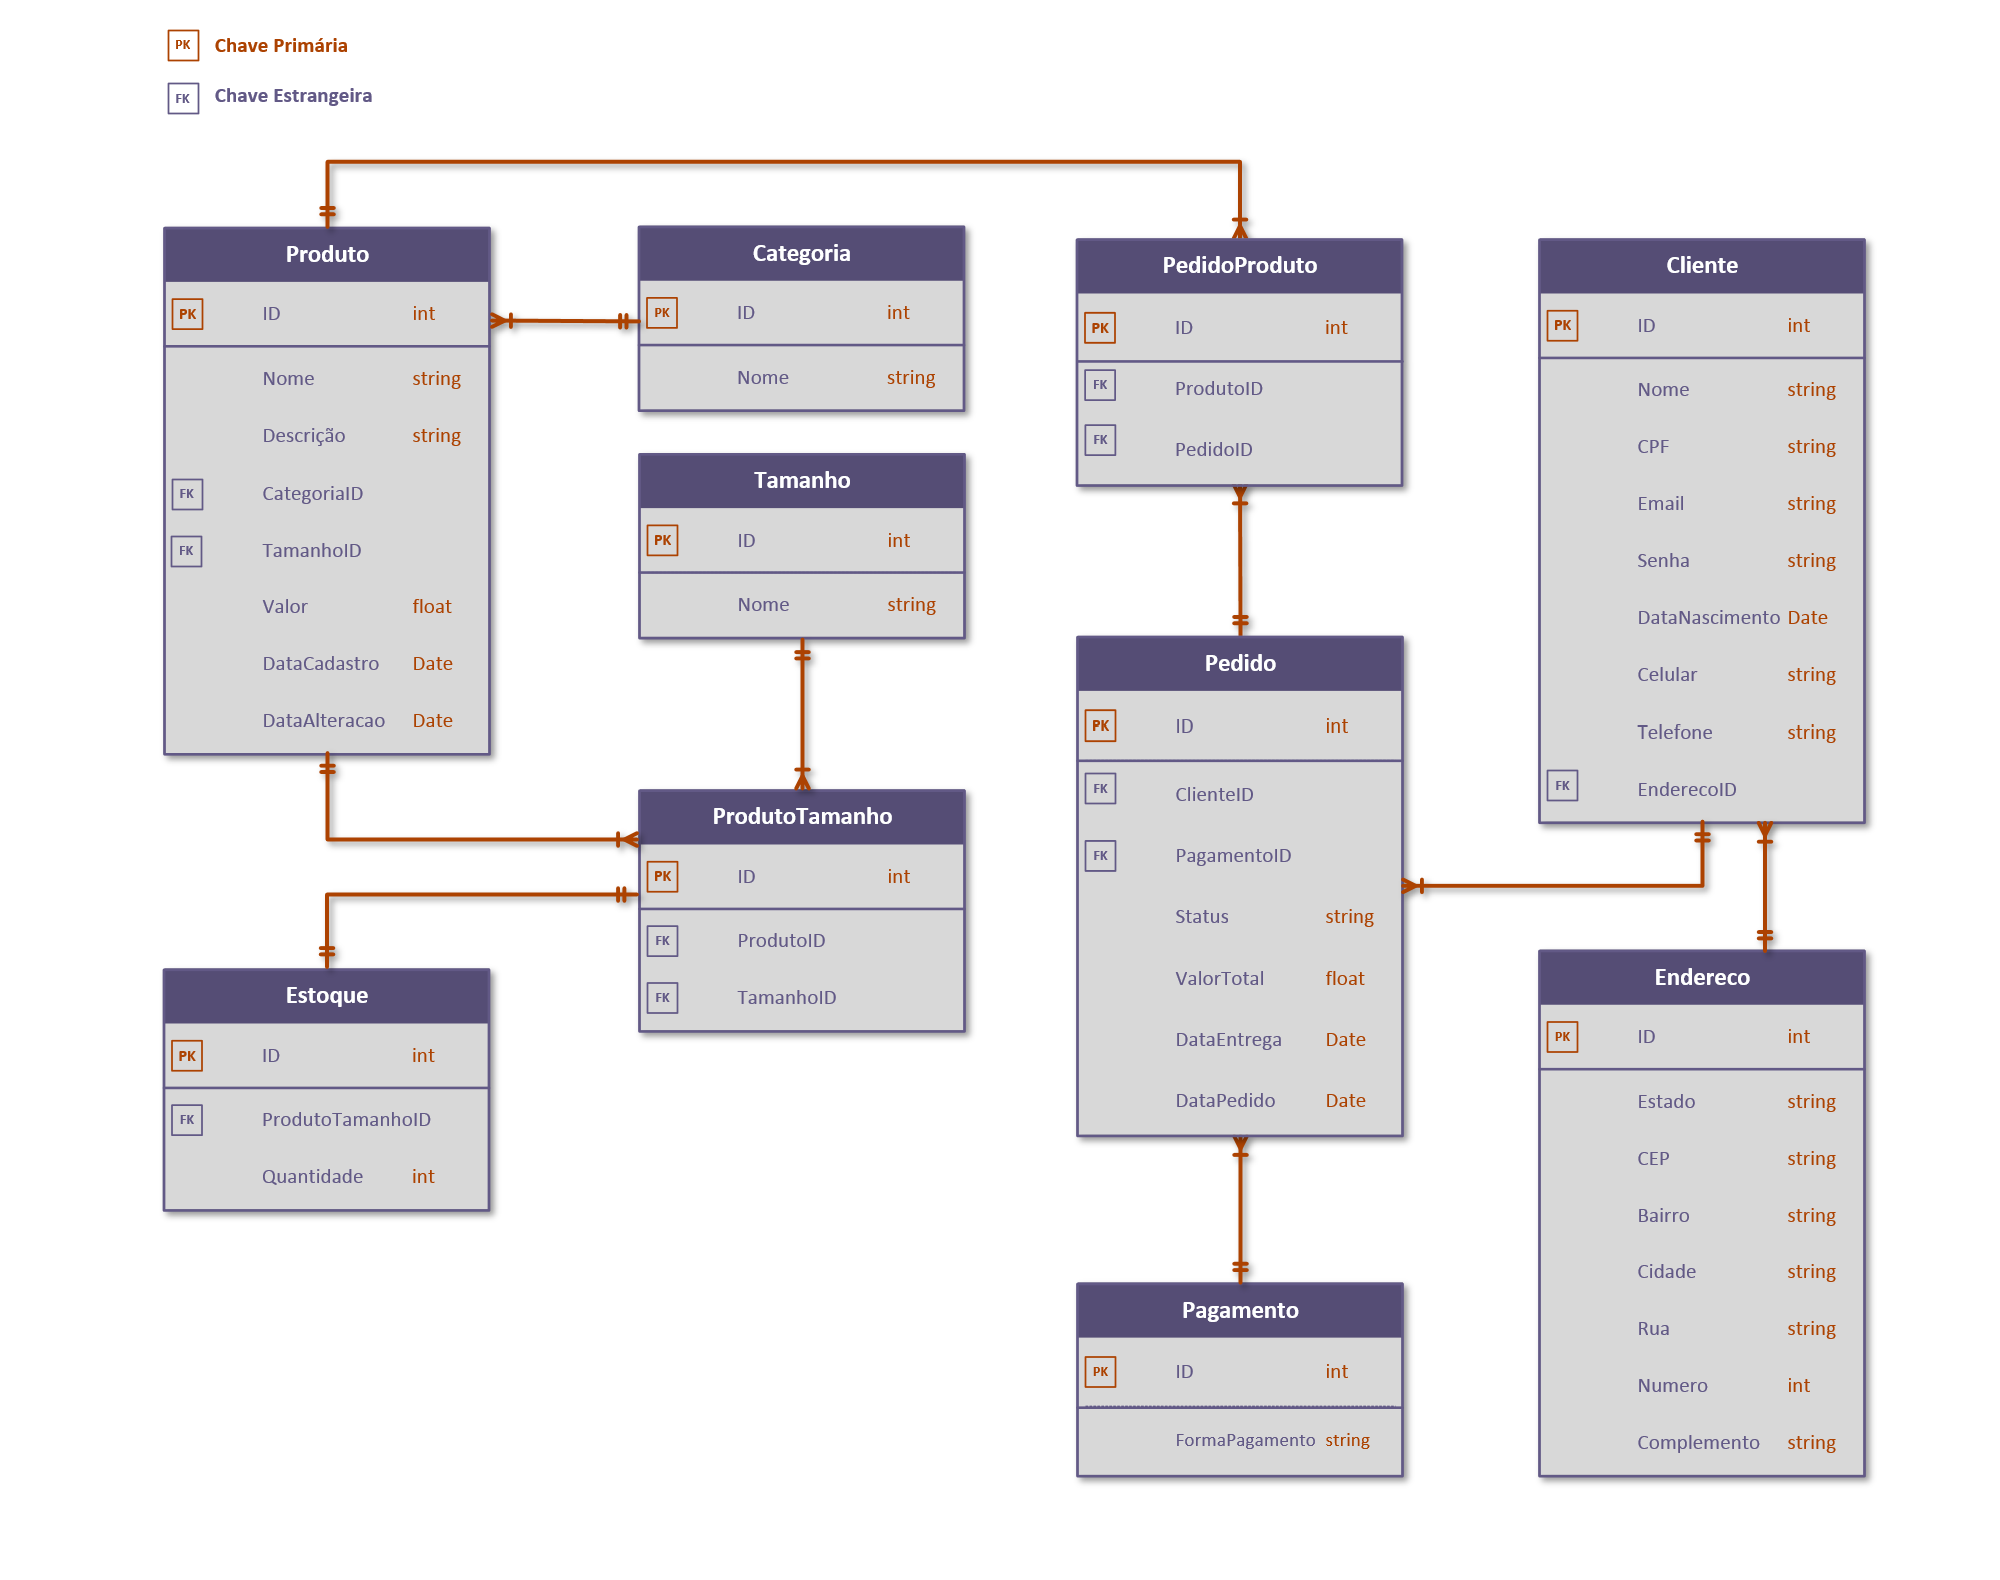 PK Chave Primária
FK Chave Estrangeira
Produto
PK ID int
Nome string
Descrição string
FK CategoriaID
FK TamanhoID
Valor float
DataCadastro Date
DataAlteracao Date
Categoria
PK ID int
Nome string
Tamanho
PK ID int
Nome string
ProdutoTamanho
PK ID int
FK ProdutoID
FK TamanhoID
Estoque
PK ID int
FK ProdutoTamanhoID
Quantidade int
PedidoProduto
PK ID int
FK ProdutoID
FK PedidoID
Pedido
PK ID int
FK ClienteID
FK PagamentoID
Status string
ValorTotal float
DataEntrega Date
DataPedido Date
Pagamento
PK ID int
FormaPagamento string
Cliente
PK ID int
Nome string
CPF string
Email string
Senha string
DataNascimento Date
Celular string
Telefone string
FK EnderecoID
Endereco
PK ID int
Estado string
CEP string
Bairro string
Cidade string
Rua string
Numero int
Complemento string